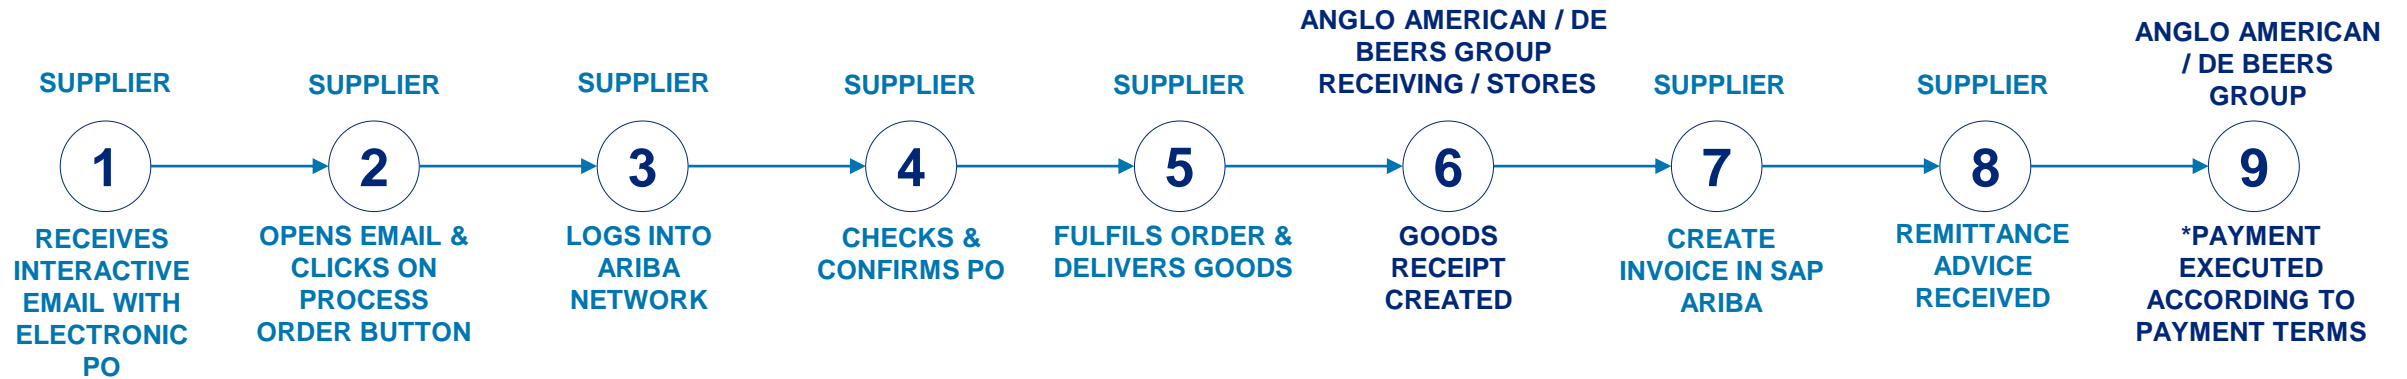 SUPPLIER
1
RECEIVES
INTERACTIVE
EMAIL WITH
ELECTRONIC
PO
SUPPLIER
2
OPENS EMAIL &
CLICKS ON
PROCESS
ORDER BUTTON
SUPPLIER
3
LOGS INTO
ARIBA
NETWORK
SUPPLIER
4
CHECKS &
CONFIRMS PO
SUPPLIER
5
FULFILS ORDER &
DELIVERS GOODS
ANGLO AMERICAN / DE
BEERS GROUP
RECEIVING / STORES
6
GOODS
RECEIPT
CREATED
SUPPLIER
7
CREATE
INVOICE IN SAP
ARIBA
SUPPLIER
8
REMITTANCE
ADVICE
RECEIVED
ANGLO AMERICAN
/ DE BEERS
GROUP
9
*PAYMENT
EXECUTED
ACCORDING TO
PAYMENT TERMS